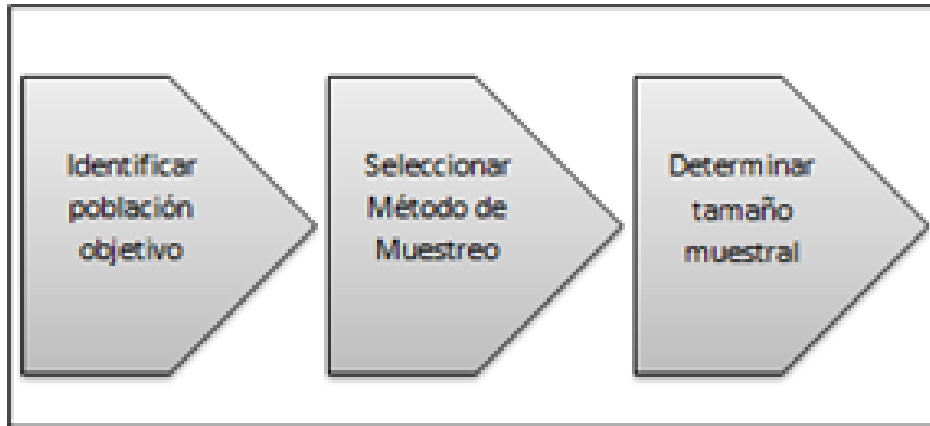 Identificar
población
objetivo
Seleccionar
Método de
Muestreo
Determinar
tamaño
muestral